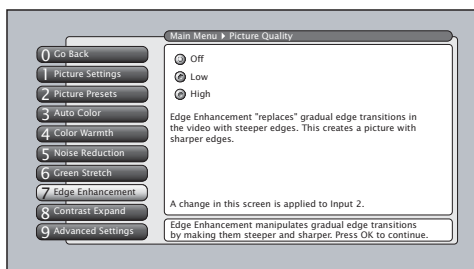 Main Menu ▸ Picture Quality
0 Go Back
1 Picture Settings
2 Picture Presets
3 Auto Color
4 Color Warmth
5 Noise Reduction
6 Green Stretch
7 Edge Enhancement
8 Contrast Expand
9 Advanced Settings
Off
Low
High
Edge Enhancement "replaces" gradual edge transitions in
the video with steeper edges. This creates a picture with
sharper edges.
A change in this screen is applied to Input 2.
Edge Enhancement manipulates gradual edge transitions
by making them steeper and sharper. Press OK to continue.